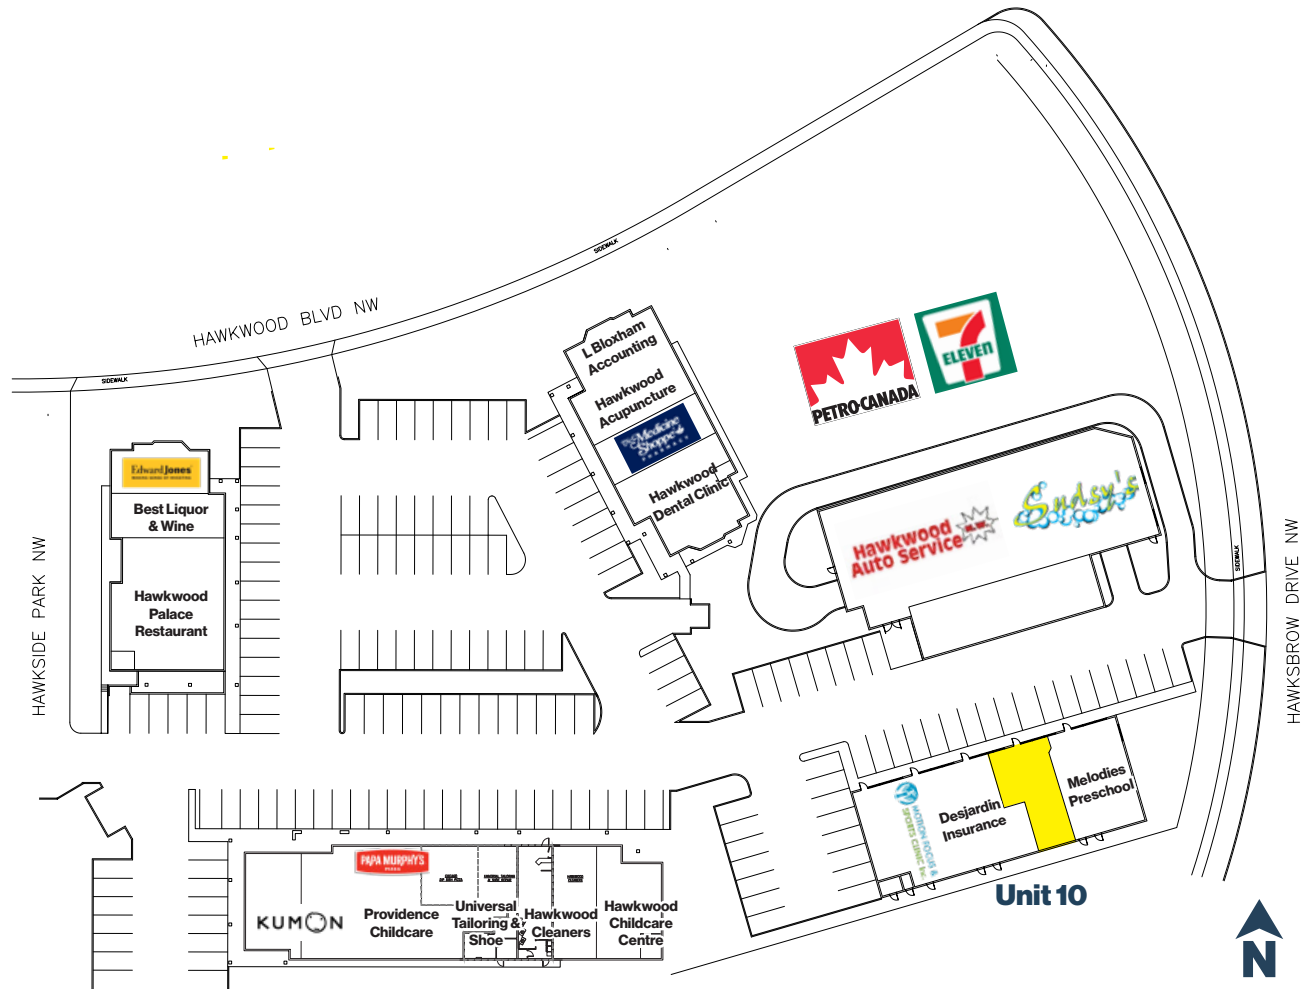 HAWKWOOD BLVD NW
SIDEWALK
SIDEWALK
SIDEWALK
HAWKSIDE PARK NW
HAWKSBROW DRIVE NW
L Bloxham
Accounting
Hawkwood
Acupuncture
The Medicine
Shoppe
PHARMACY
Hawkwood
Dental Clinic
PETRO-CANADA
7
ELEVEN
Edward Jones
Best Liquor
& Wine
Hawkwood
Palace
Restaurant
Hawkwood
Auto Service
Sudsy's
Melodies
Preschool
Desjardin
Insurance
MOTION FOCUS &
SPORTS CLINIC
Unit 10
PAPA MURPHY'S
PIZZA
KUMON
Providence
Childcare
Universal
Tailoring &
Shoe
Hawkwood
Cleaners
Hawkwood
Childcare
Centre
N